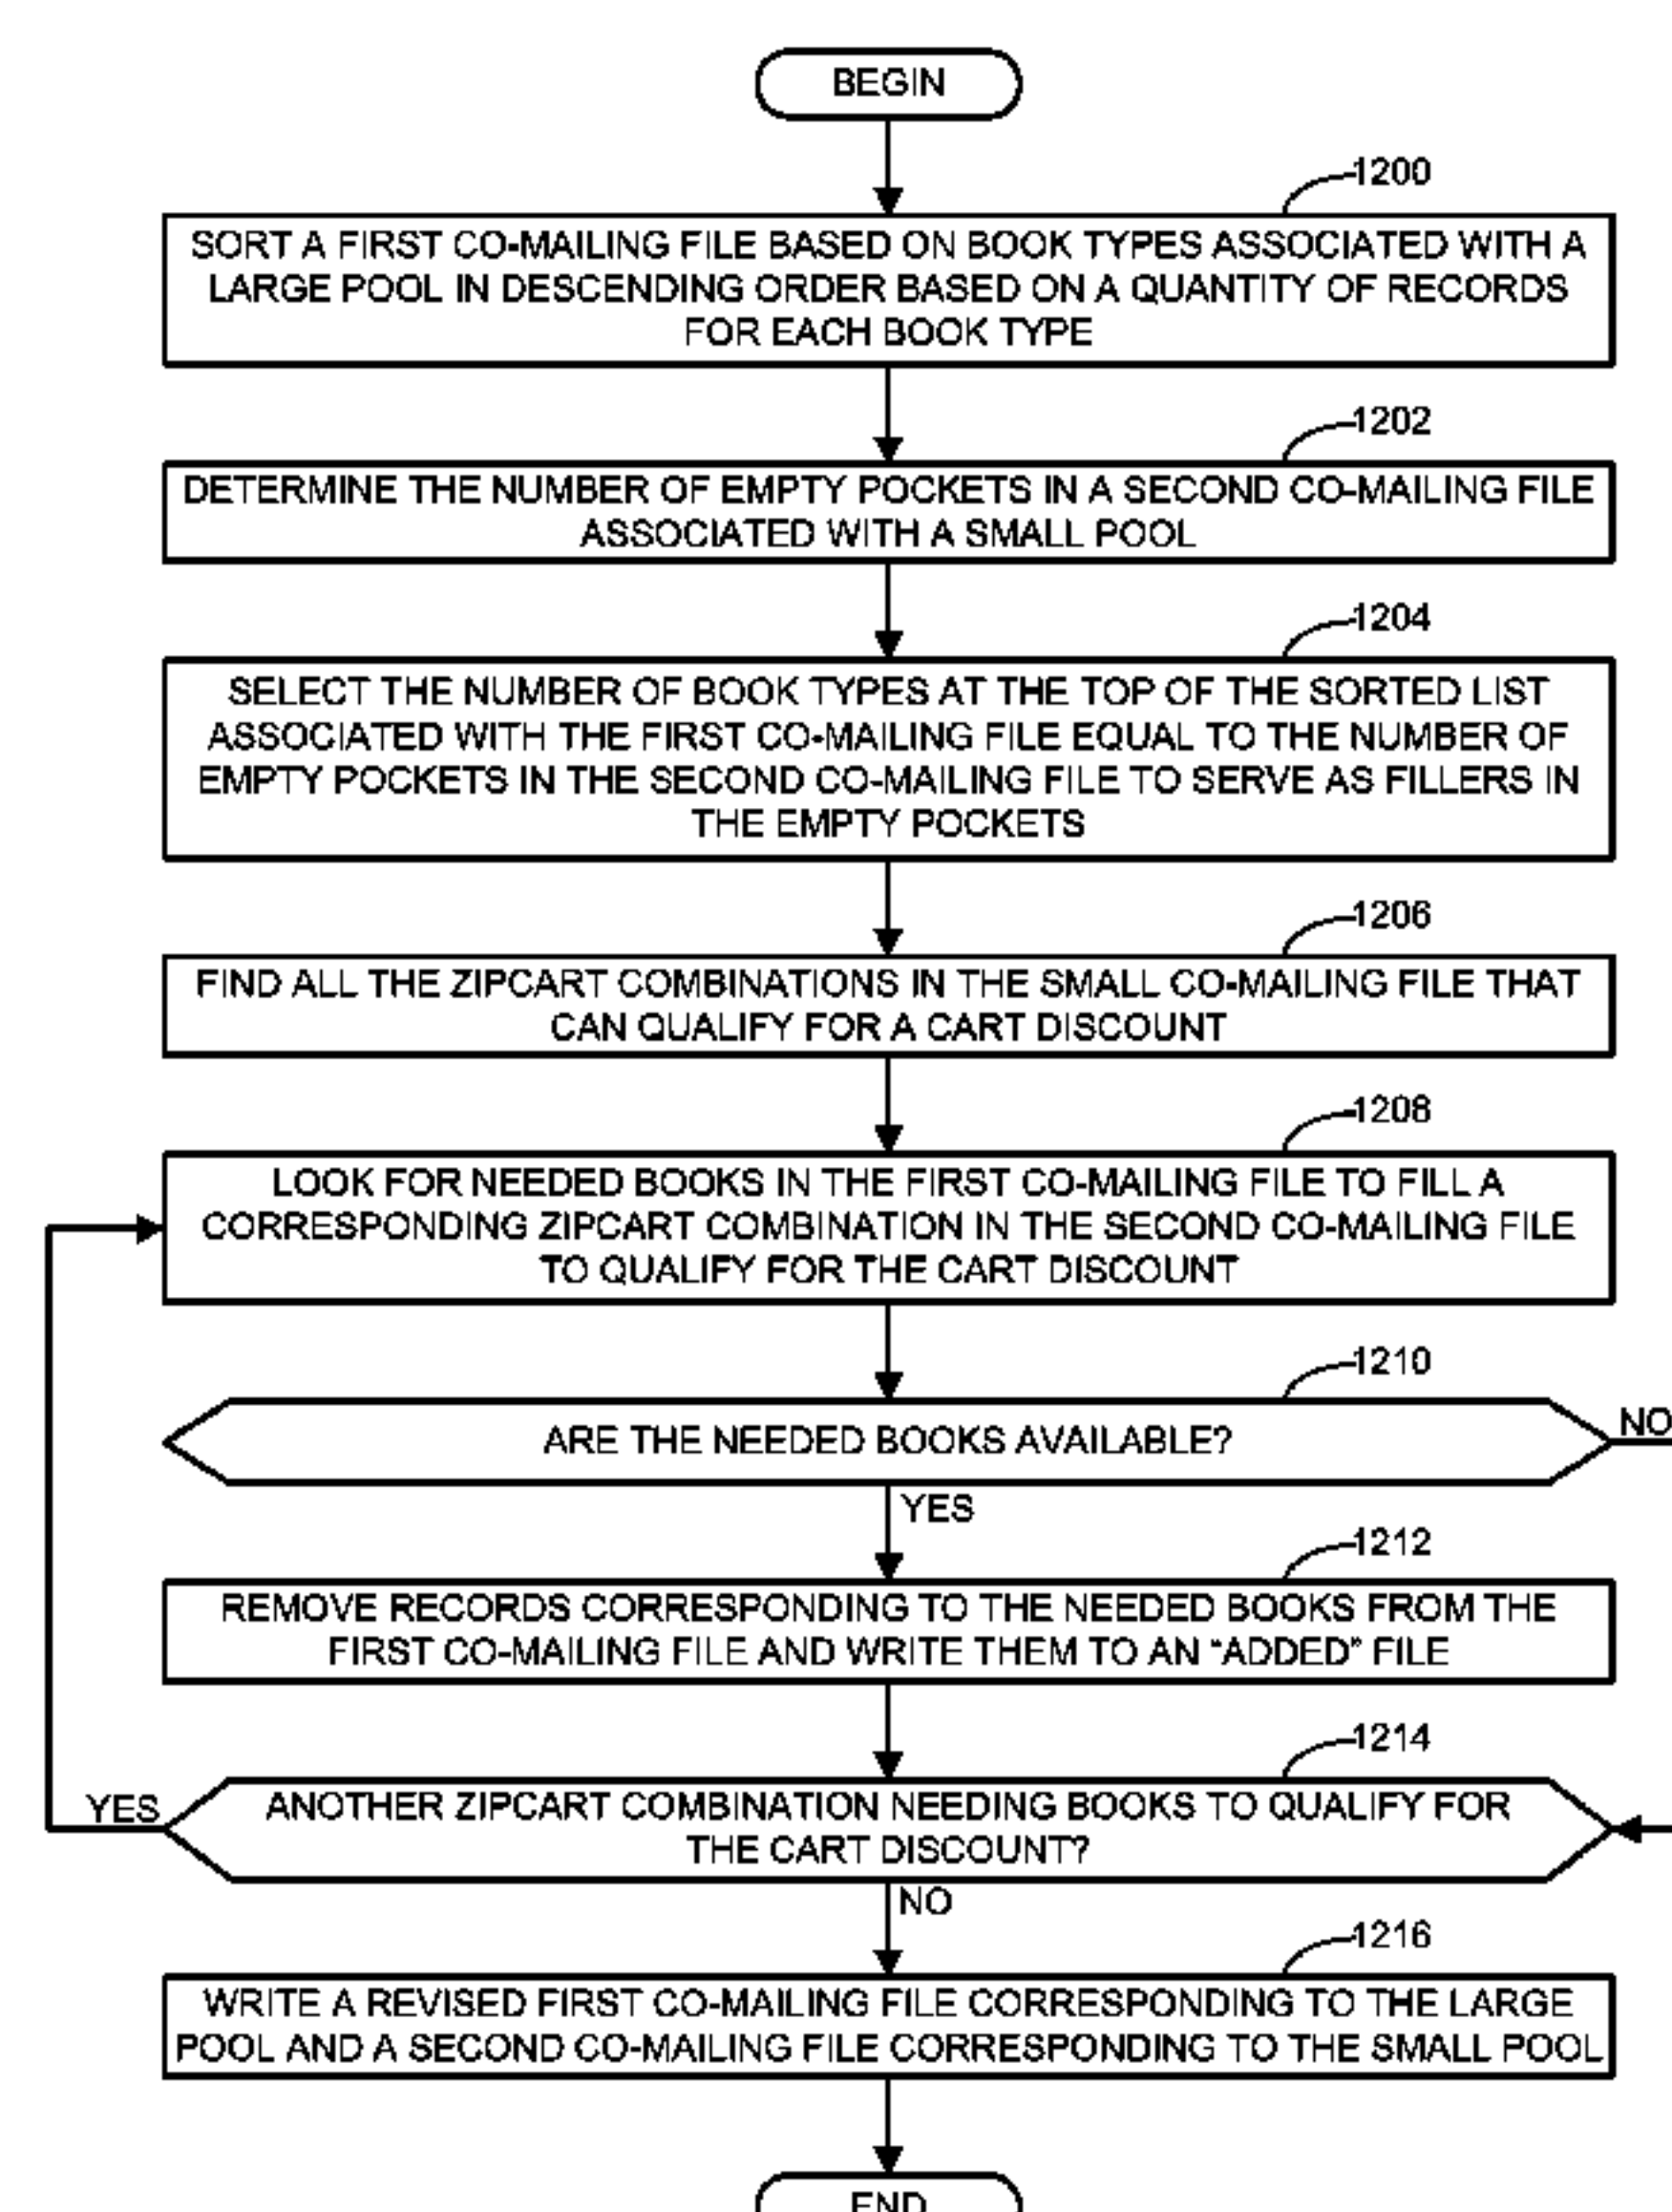 BEGIN
1200
SORT A FIRST CO-MAILING FILE BASED ON BOOK TYPES ASSOCIATED WITH A
LARGE POOL IN DESCENDING ORDER BASED ON A QUANTITY OF RECORDS
FOR EACH BOOK TYPE
1202
DETERMINE THE NUMBER OF EMPTY POCKETS IN A SECOND CO-MAILING FILE
ASSOCIATED WITH A SMALL POOL
1204
SELECT THE NUMBER OF BOOK TYPES AT THE TOP OF THE SORTED LIST
ASSOCIATED WITH THE FIRST CO-MAILING FILE EQUAL TO THE NUMBER OF
EMPTY POCKETS IN THE SECOND CO-MAILING FILE TO SERVE AS FILLERS IN
THE EMPTY POCKETS
1206
FIND ALL THE ZIPCART COMBINATIONS IN THE SMALL CO-MAILING FILE THAT
CAN QUALIFY FOR A CART DISCOUNT
1208
LOOK FOR NEEDED BOOKS IN THE FIRST CO-MAILING FILE TO FILL A
CORRESPONDING ZIPCART COMBINATION IN THE SECOND CO-MAILING FILE
TO QUALIFY FOR THE CART DISCOUNT
1210
ARE THE NEEDED BOOKS AVAILABLE?
NO
YES
1212
REMOVE RECORDS CORRESPONDING TO THE NEEDED BOOKS FROM THE
FIRST CO-MAILING FILE AND WRITE THEM TO AN "ADDED" FILE
1214
YES
ANOTHER ZIPCART COMBINATION NEEDING BOOKS TO QUALIFY FOR
THE CART DISCOUNT?
NO
1216
WRITE A REVISED FIRST CO-MAILING FILE CORRESPONDING TO THE LARGE
POOL AND A SECOND CO-MAILING FILE CORRESPONDING TO THE SMALL POOL
END